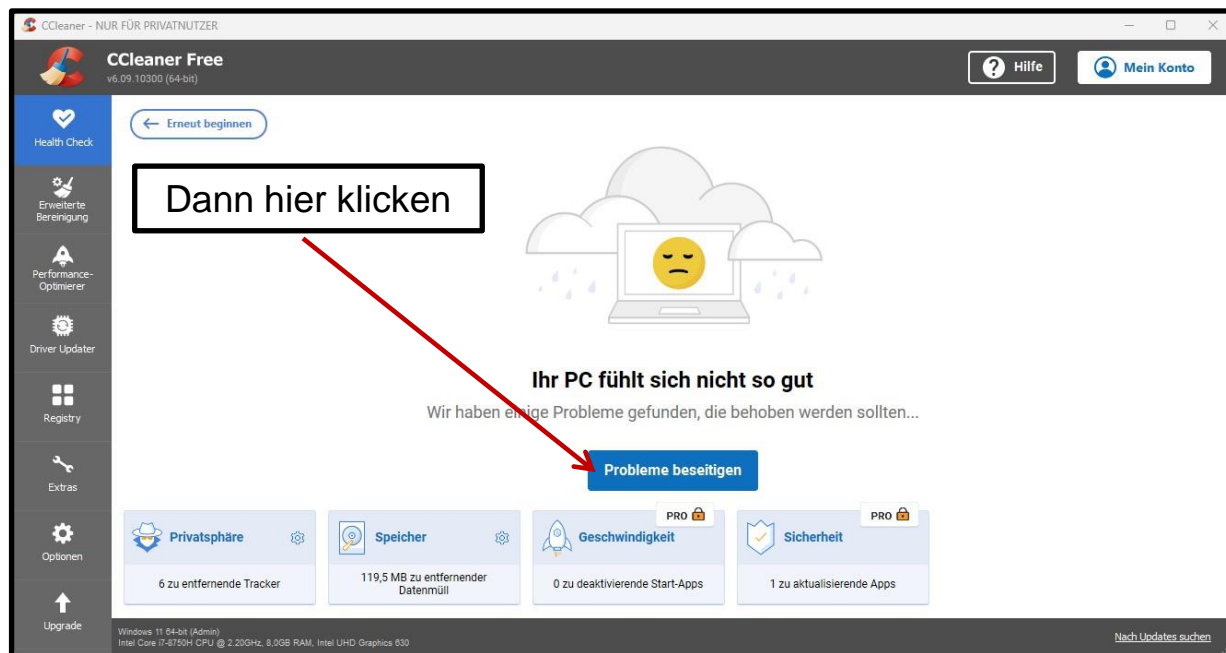 CCleaner - NUR FÜR PRIVATNUTZER
CCleaner Free
v6.09.10300 (64-bit)
Hilfe
Mein Konto
Health Check
Erneut beginnen
Dann hier klicken
Erweiterte
Bereinigung
Performance-
Optimierer
Driver Updater
Registry
Extras
Optionen
Upgrade
Ihr PC fühlt sich nicht so gut
Wir haben einige Probleme gefunden, die behoben werden sollten...
Probleme beseitigen
Privatsphäre
6 zu entfernende Tracker
Speicher
119,5 MB zu entfernender
Datenmüll
PRO
Geschwindigkeit
0 zu deaktivierende Start-Apps
PRO
Sicherheit
1 zu aktualisierende Apps
Windows 11 64-bit (Admin)
Intel Core i7-8750H CPU @ 2.20GHz, 8,0GB RAM, Intel UHD Graphics 630
Nach Updates suchen